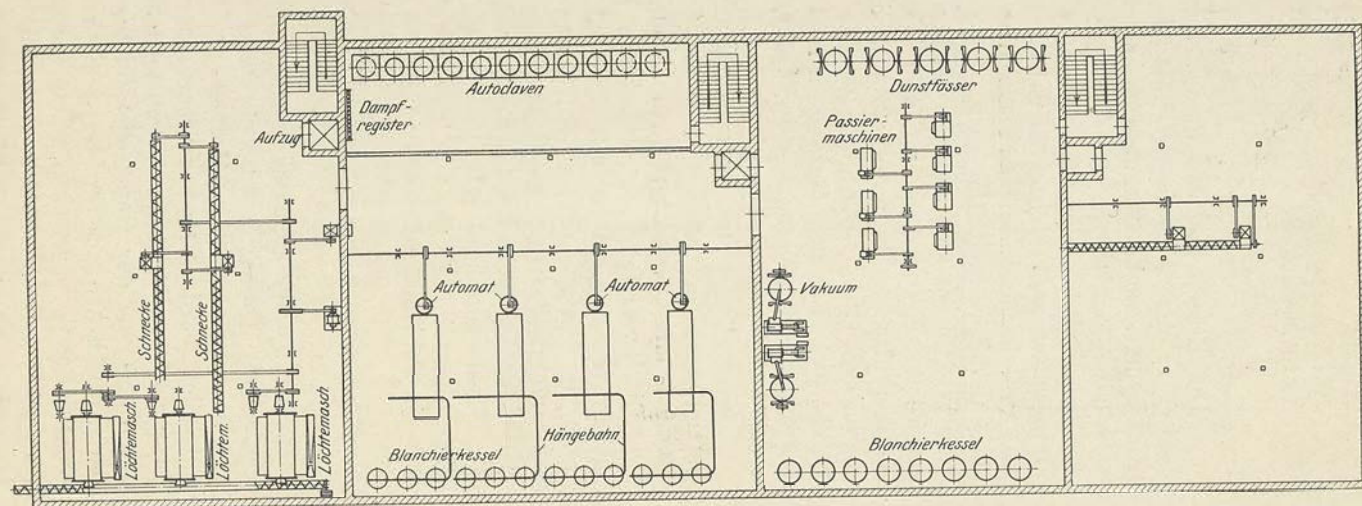 Autoclaven
Dampf-
register
Aufzug
Dunstfässer
Passier-
maschinen
Schnecke
Schnecke
Automat
Automat
Vakuum
Löchtemasch.
Löchtem.
Löchtemasch.
Blanchierkessel
Hängebahn
Blanchierkessel